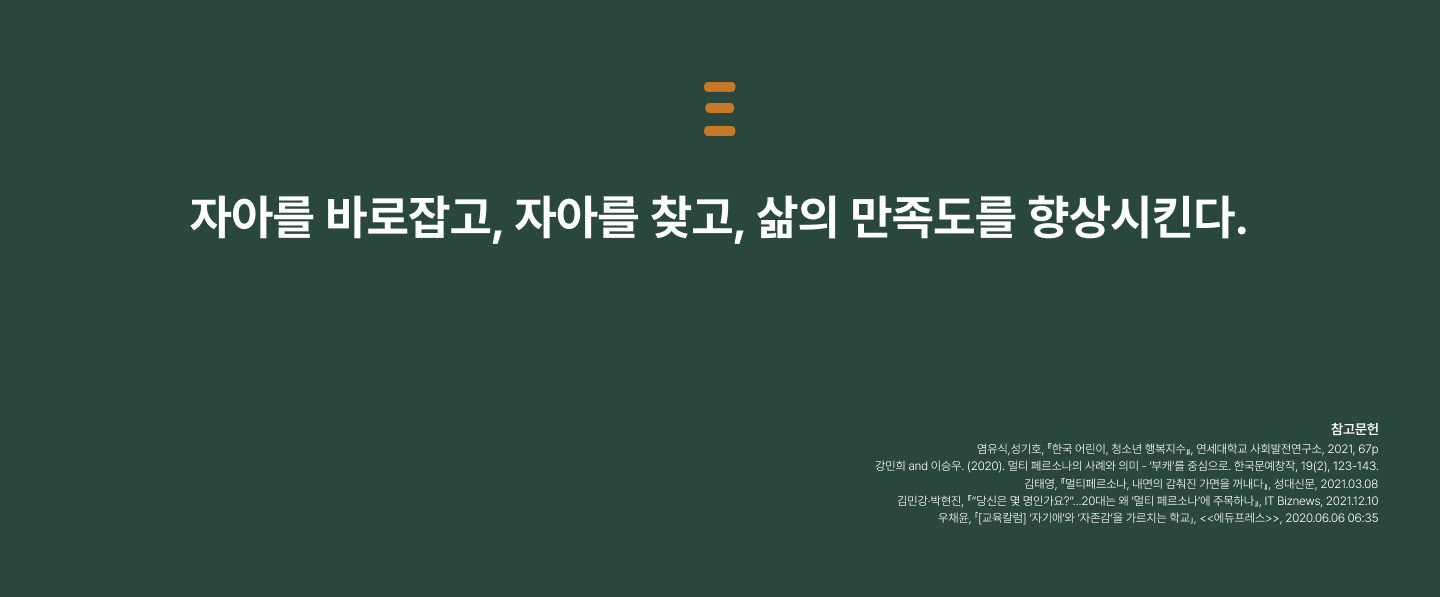 자아를 바로잡고, 자아를 찾고, 삶의 만족도를 향상시킨다.
참고문헌
염유식,성기호, 『한국 어린이, 청소년 행복지수』, 연세대학교 사회발전연구소, 2021, 67p
강민희 and 이승우. (2020). 멀티 페르소나의 사례와 의미 - ‘부캐’를 중심으로. 한국문예창작, 19(2), 123-143.
김태영, 『멀티페르소나, 내면의 감춰진 가면을 꺼내다』, 성대신문, 2021.03.08
김민강·박현진, 『“당신은 몇 명인가요?”…20대는 왜 ‘멀티 페르소나’에 주목하나』, IT Biznews, 2021.12.10
우채윤, 「[교육칼럼] ‘자기애’와 ‘자존감’을 가르치는 학교」, <<에듀프레스>>, 2020.06.06 06:35